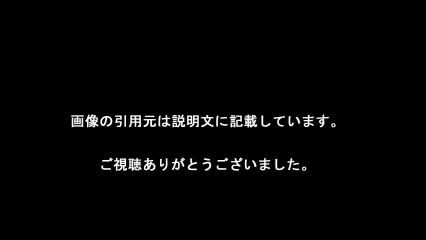 画像の引用元は説明文に記載しています。
ご視聴ありがとうございました。